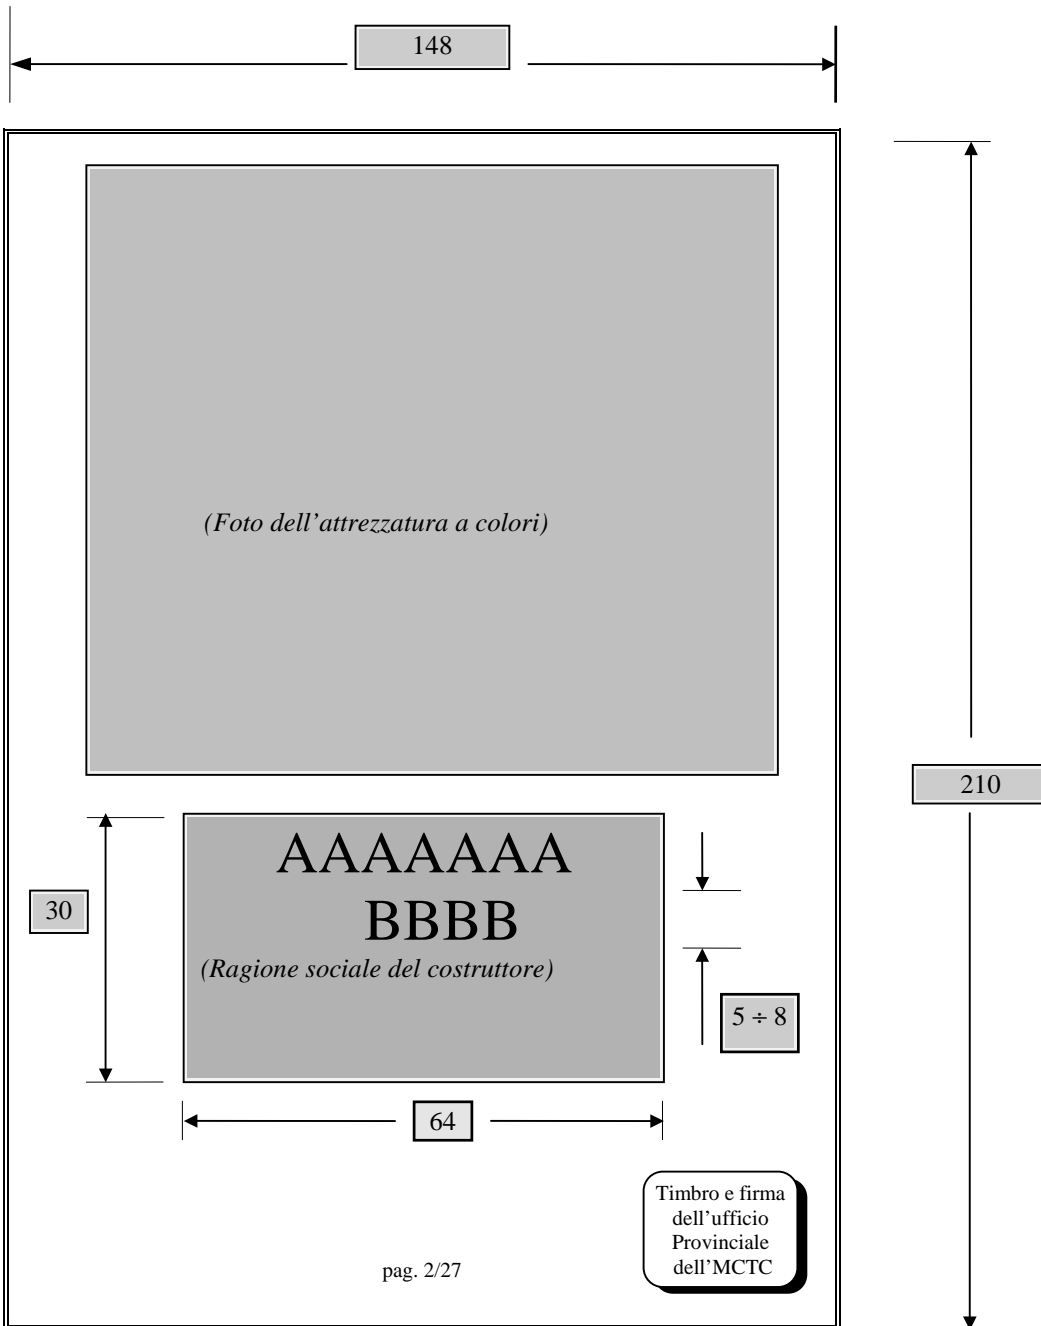 148
(Foto dell’attrezzatura a colori)
210
AAAAAAA
BBBB
30
(Ragione sociale del costruttore)
5 ÷ 8
64
Timbro e firma
dell’ufficio
Provinciale
dell’MCTC
pag. 2/27